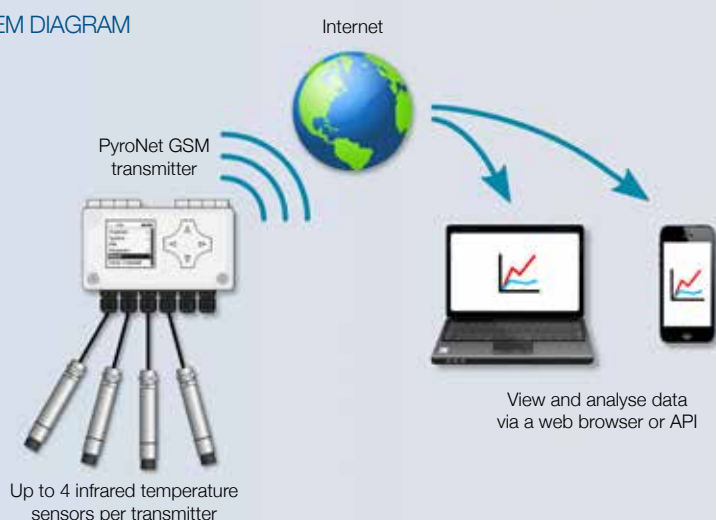 EM DIAGRAM
Internet
PyroNet GSM
transmitter
View and analyse data
via a web browser or API
Up to 4 infrared temperature
sensors per transmitter